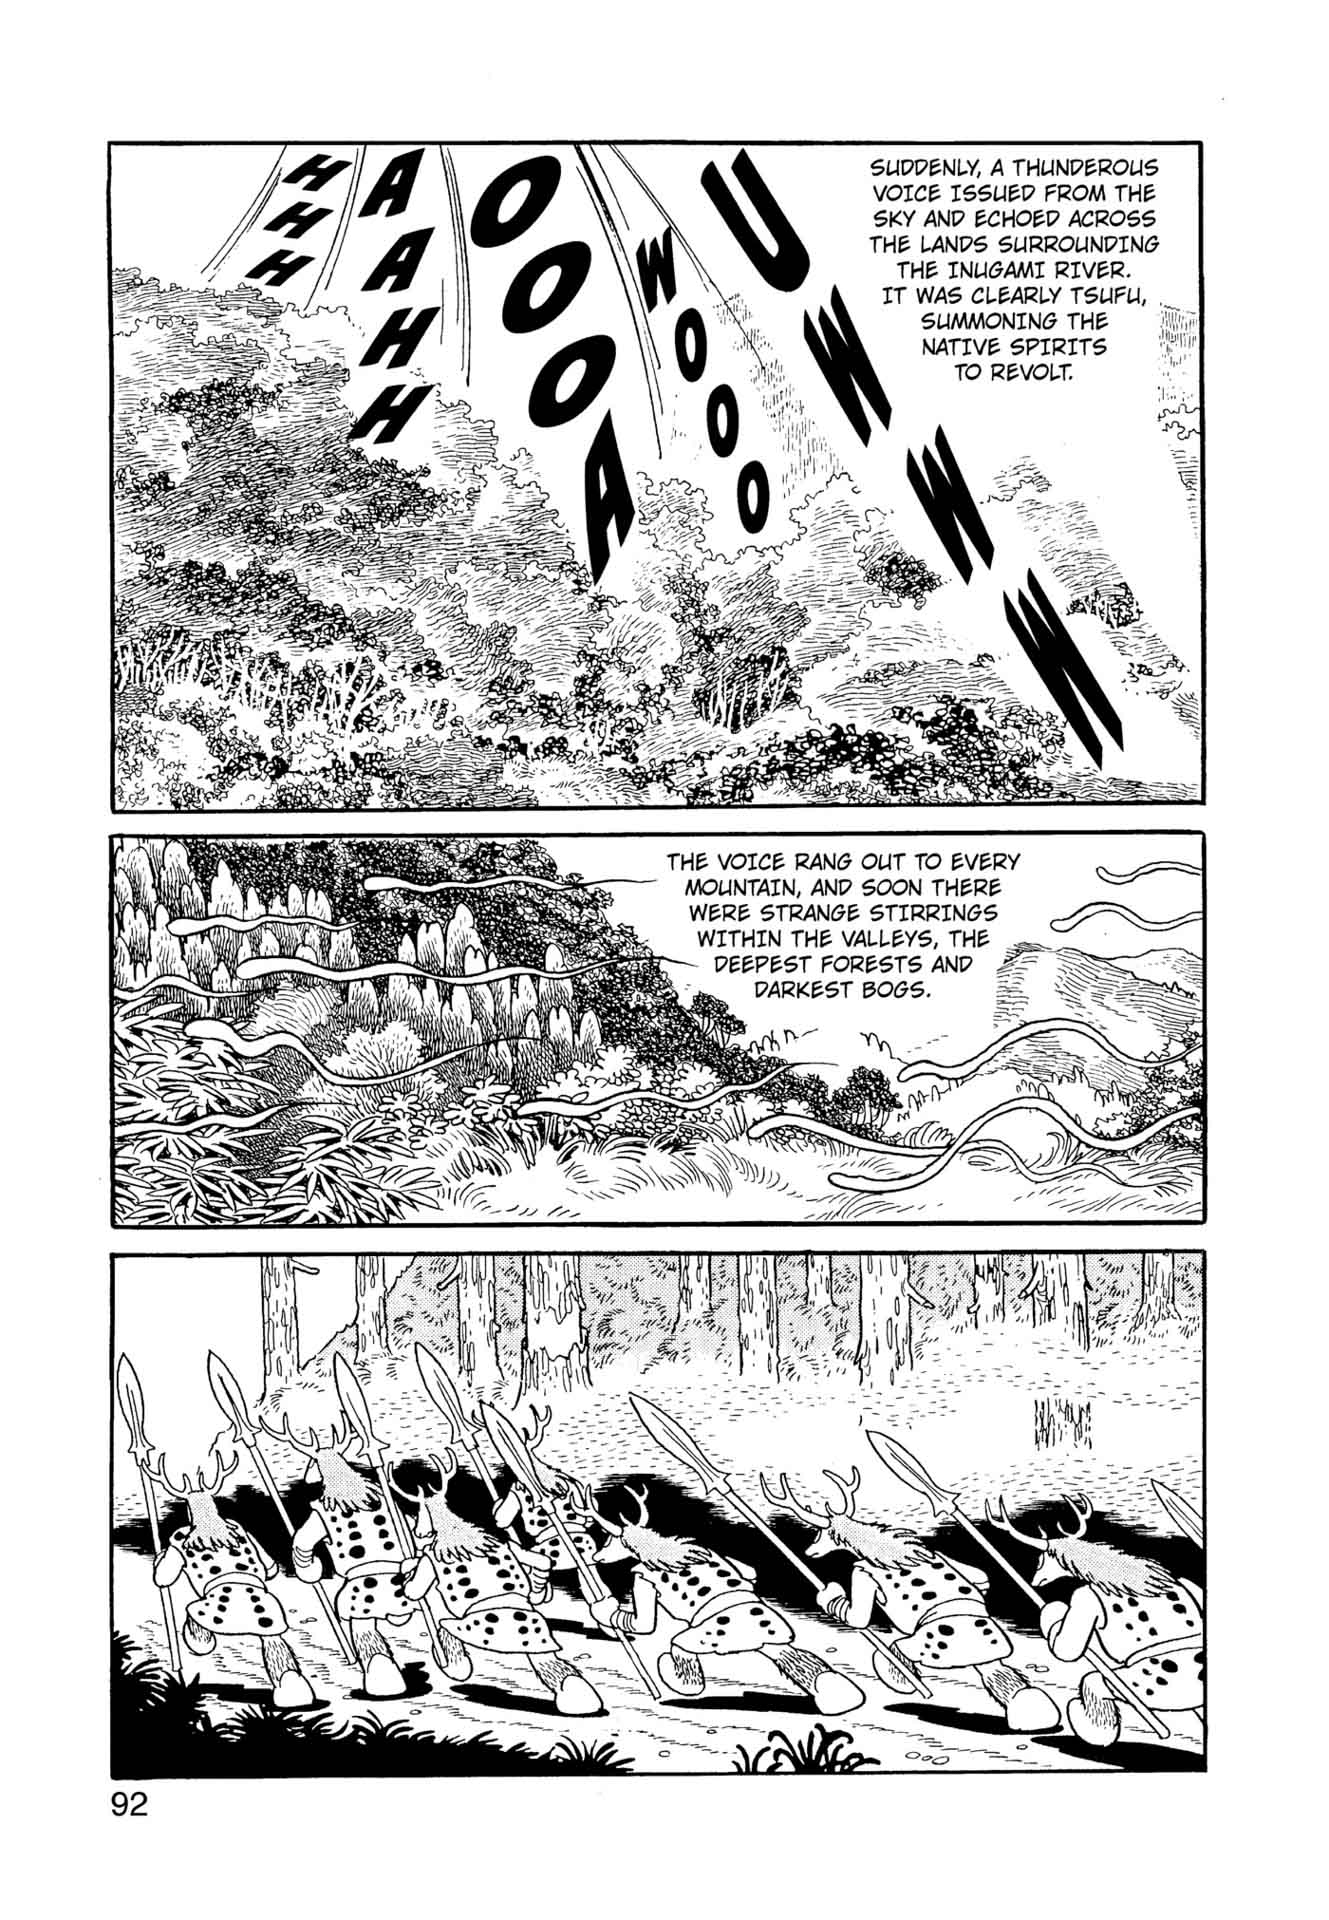 SUDDENLY, A THUNDEROUS
VOICE ISSUED FROM THE
SKY AND ECHOED ACROSS
THE LANDS SURROUNDING
THE INUGAMI RIVER.
IT WAS CLEARLY TSUFU,
SUMMONING THE
NATIVE SPIRITS
TO REVOLT.
UWWW
WOOO
OOOA
AAHH
HHH
THE VOICE RANG OUT TO EVERY
MOUNTAIN, AND SOON THERE
WERE STRANGE STIRRINGS
WITHIN THE VALLEYS, THE
DEEPEST FORESTS AND
DARKEST BOGS.
92